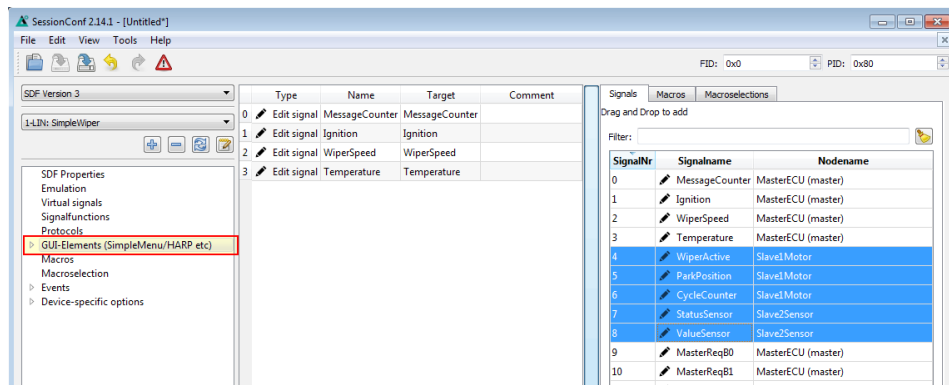 SessionConf 2.14.1 - [Untitled*]
File Edit View Tools Help
FID: 0x0 PID: 0x80
SDF Version 3
1-LIN: SimpleWiper
SDF Properties
Emulation
Virtual signals
Signalfunctions
Protocols
GUI-Elements (SimpleMenu/HARP etc)
Macros
Macroselection
Events
Device-specific options
Type Name Target Comment
0 Edit signal MessageCounter MessageCounter
1 Edit signal Ignition Ignition
2 Edit signal WiperSpeed WiperSpeed
3 Edit signal Temperature Temperature
Signals Macros Macroselections
Drag and Drop to add
Filter:
SignalNr Signalname Nodename
0 MessageCounter MasterECU (master)
1 Ignition MasterECU (master)
2 WiperSpeed MasterECU (master)
3 Temperature MasterECU (master)
4 WiperActive Slave1Motor
5 ParkPosition Slave1Motor
6 CycleCounter Slave1Motor
7 StatusSensor Slave2Sensor
8 ValueSensor Slave2Sensor
9 MasterReqB0 MasterECU (master)
10 MasterReqB1 MasterECU (master)